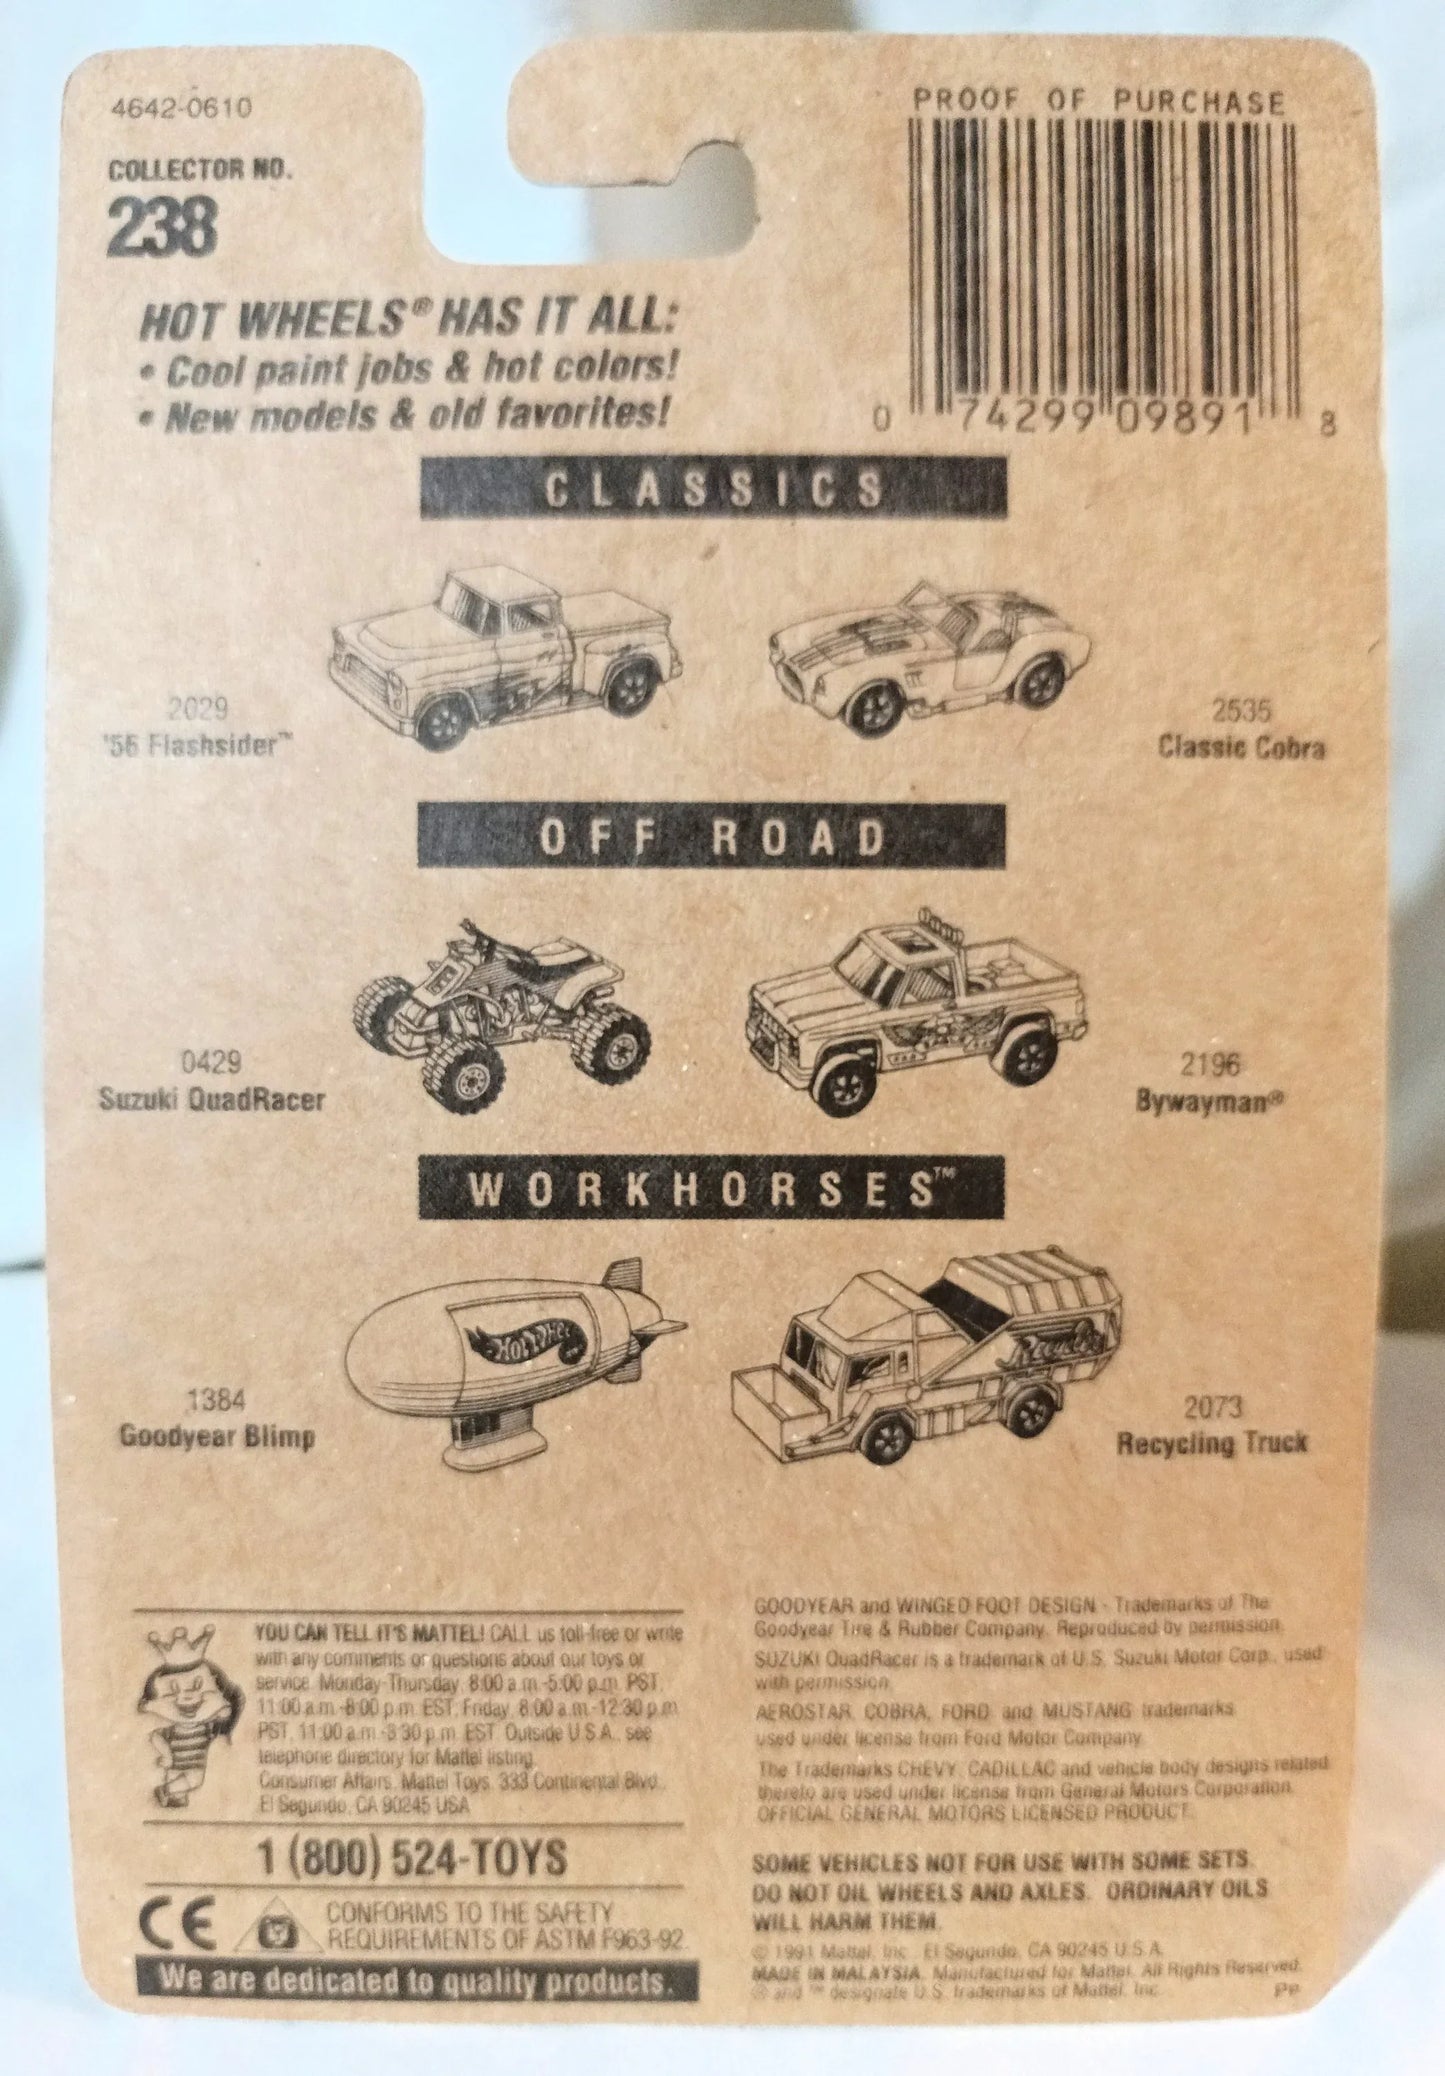 4642-0610
COLLECTOR NO.
238
PROOF OF PURCHASE
0 74299 09891 8
HOT WHEELS® HAS IT ALL:
• Cool paint jobs & hot colors!
• New models & old favorites!
CLASSICS
2029
'56 Flashsider™
2535
Classic Cobra
OFF ROAD
0429
Suzuki QuadRacer
2196
Bywayman®
WORKHORSES™
HOT WHEELS
1384
Goodyear Blimp
2073
Recycling Truck
YOU CAN TELL IT'S MATTEL! CALL us toll-free or write
with any comments or questions about our toys or
service. Monday-Thursday, 8:00 a.m.-5:00 p.m. PST,
11:00 a.m.-8:00 p.m. EST; Friday, 8:00 a.m.-12:30 p.m.
PST, 11:00 a.m.-3:30 p.m. EST. Outside U.S.A., see
telephone directory for Mattel listing.
Consumer Affairs, Mattel Toys, 333 Continental Blvd.,
El Segundo, CA 90245 USA
1 (800) 524-TOYS
CE CONFORMS TO THE SAFETY
REQUIREMENTS OF ASTM F963-92.
We are dedicated to quality products.
GOODYEAR and WINGED FOOT DESIGN - Trademarks of The
Goodyear Tire & Rubber Company. Reproduced by permission.
SUZUKI QuadRacer is a trademark of U.S. Suzuki Motor Corp., used
with permission.
AEROSTAR, COBRA, FORD, and MUSTANG trademarks
used under license from Ford Motor Company.
The Trademarks CHEVY, CADILLAC and vehicle body designs related
thereto are used under license from General Motors Corporation.
OFFICIAL GENERAL MOTORS LICENSED PRODUCT.
SOME VEHICLES NOT FOR USE WITH SOME SETS.
DO NOT OIL WHEELS AND AXLES. ORDINARY OILS
WILL HARM THEM.
© 1991 Mattel, Inc., El Segundo, CA 90245 U.S.A.
MADE IN MALAYSIA. Manufactured for Mattel. All Rights Reserved.
® and ™ designate U.S. trademarks of Mattel, Inc. PP